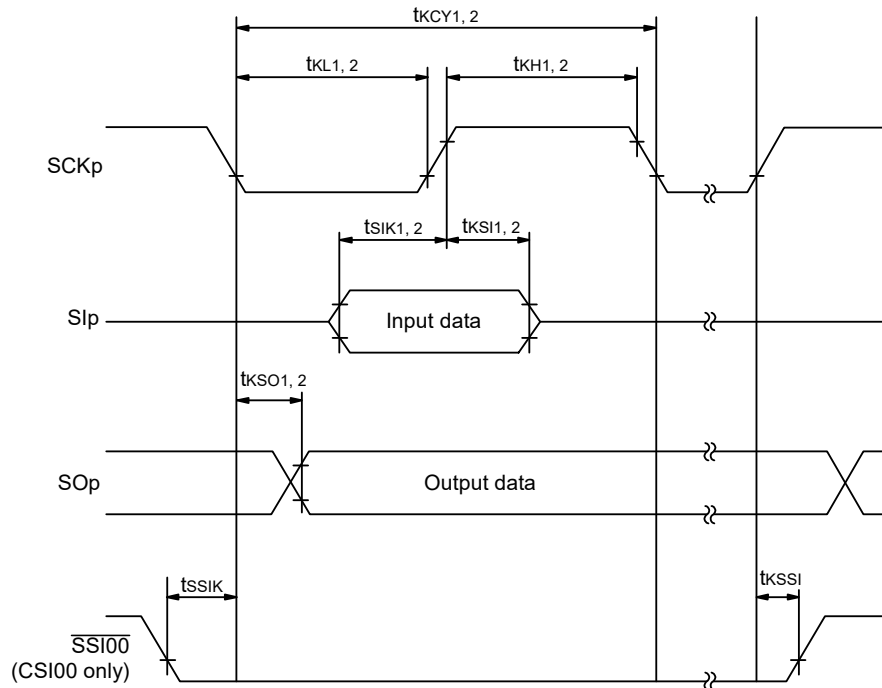 tKCY1, 2
tKL1, 2
tKH1, 2
SCKp
tSIK1, 2
tKSI1, 2
SIp
Input data
tKSO1, 2
SOp
Output data
tSSIK
tKSSI
SSI00
(CSI00 only)